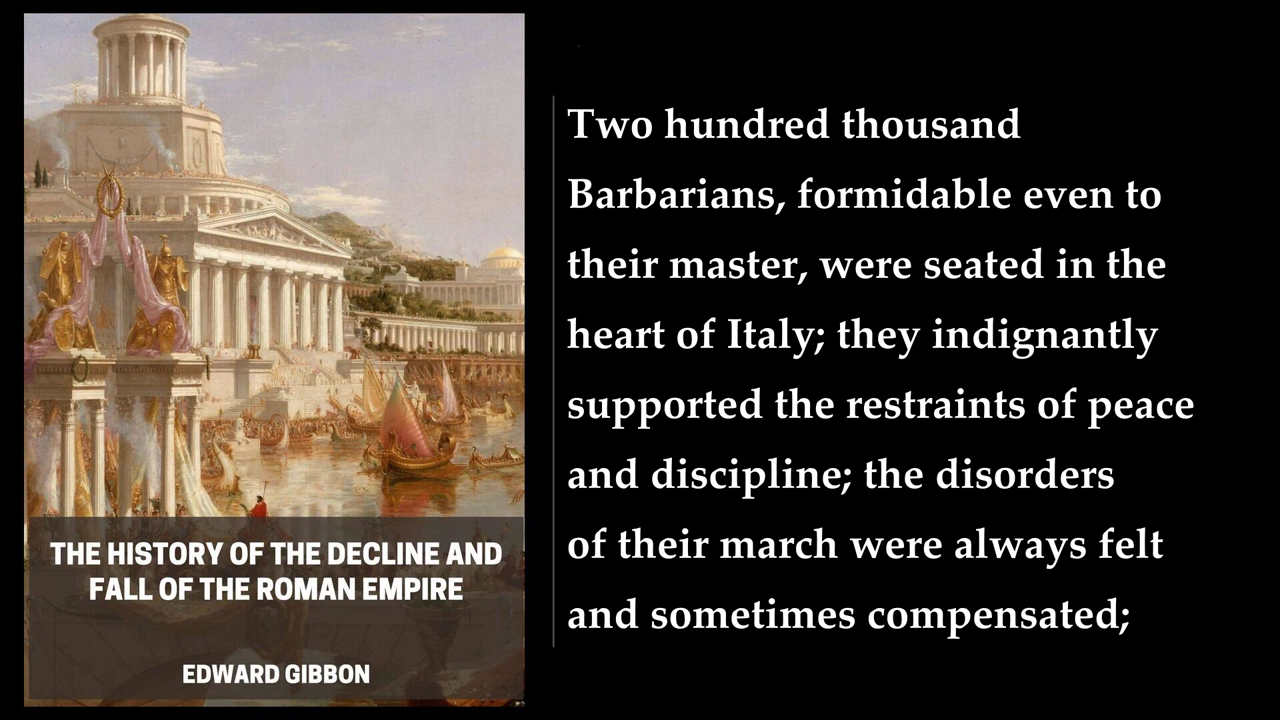 THE HISTORY OF THE DECLINE AND
FALL OF THE ROMAN EMPIRE
EDWARD GIBBON
Two hundred thousand
Barbarians, formidable even to
their master, were seated in the
heart of Italy; they indignantly
supported the restraints of peace
and discipline; the disorders
of their march were always felt
and sometimes compensated;